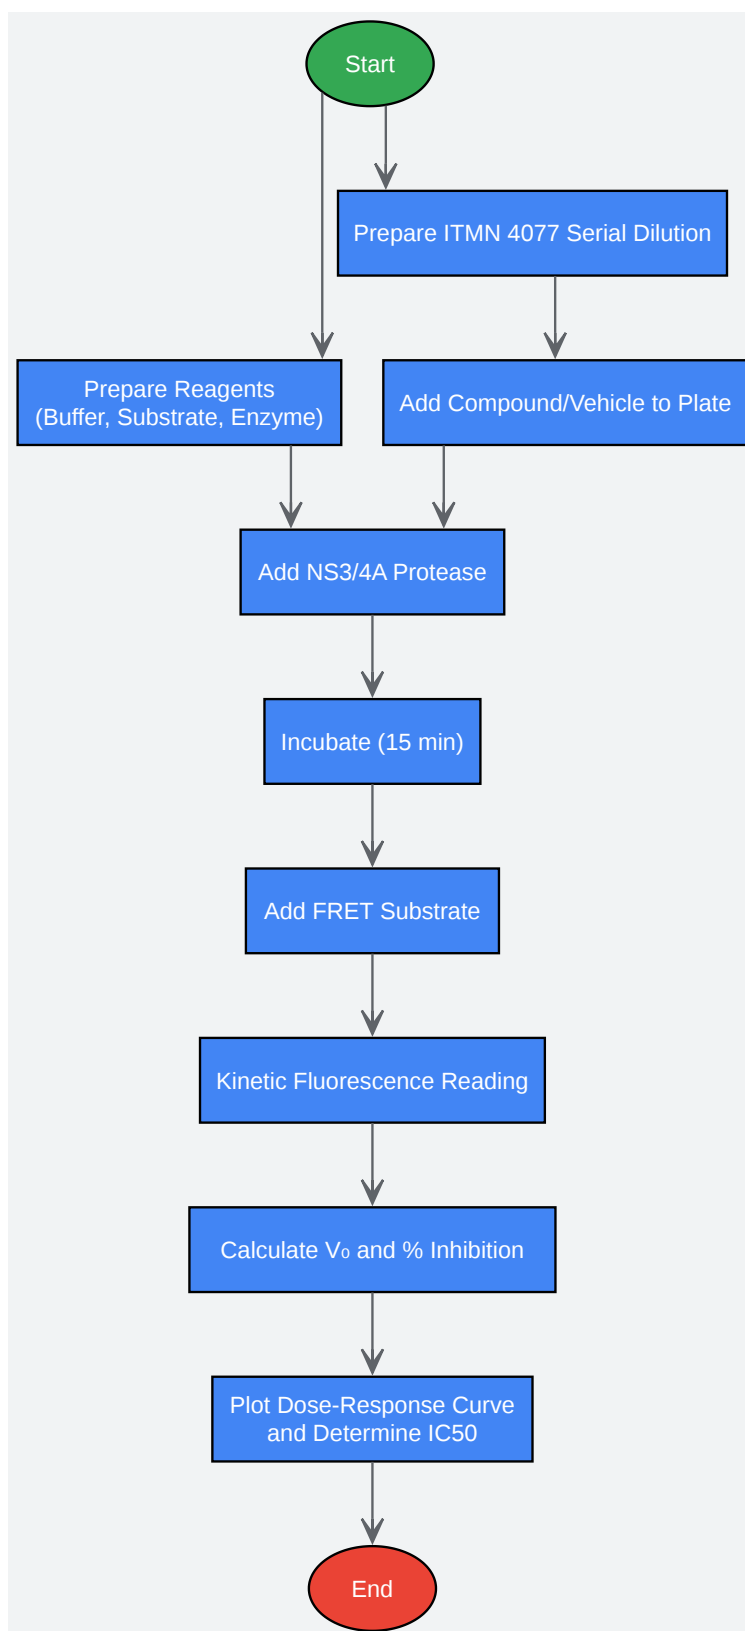 Start
Prepare ITMN 4077 Serial Dilution
Prepare Reagents
(Buffer, Substrate, Enzyme)
Add Compound/Vehicle to Plate
Add NS3/4A Protease
Incubate (15 min)
Add FRET Substrate
Kinetic Fluorescence Reading
Calculate V₀ and % Inhibition
Plot Dose-Response Curve
and Determine IC50
End